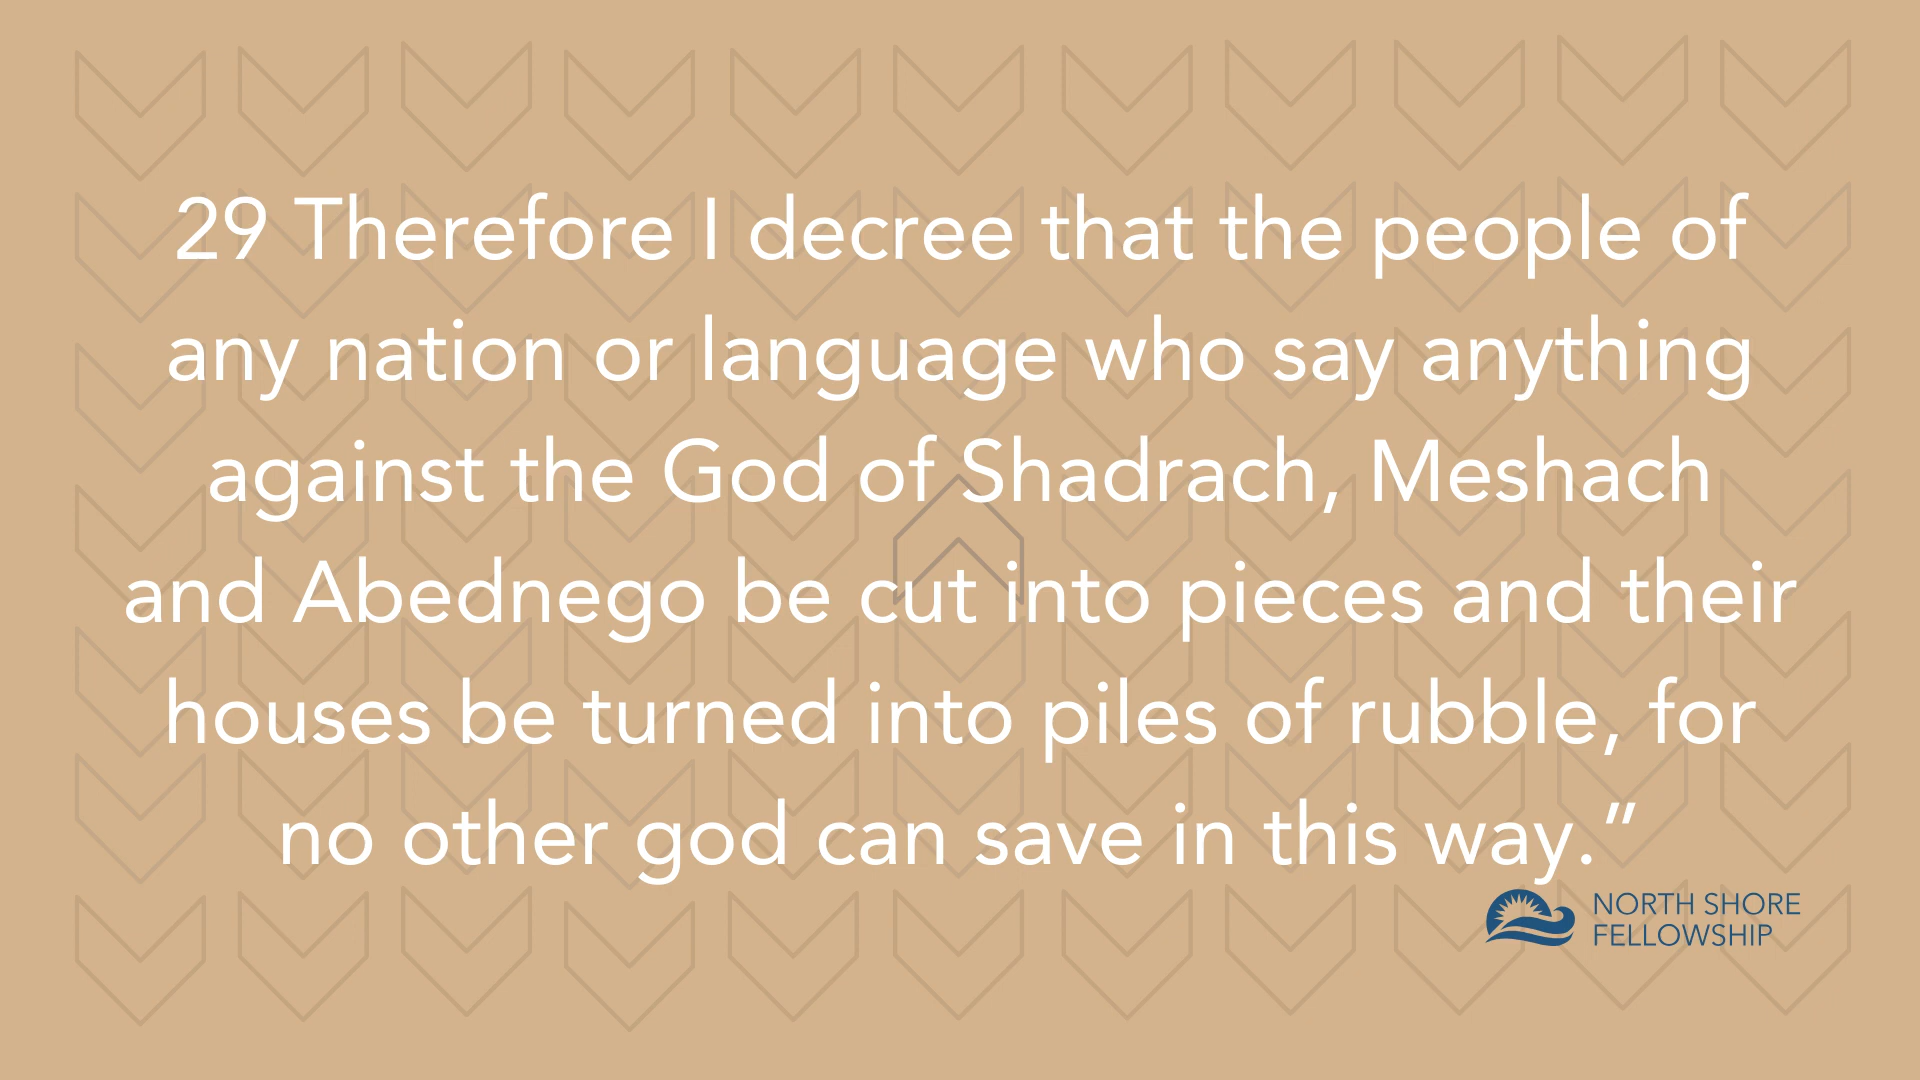 29 Therefore I decree that the people of
any nation or language who say anything
against the God of Shadrach, Meshach
and Abednego be cut into pieces and their
houses be turned into piles of rubble, for
no other god can save in this way.”
NORTH SHORE
FELLOWSHIP